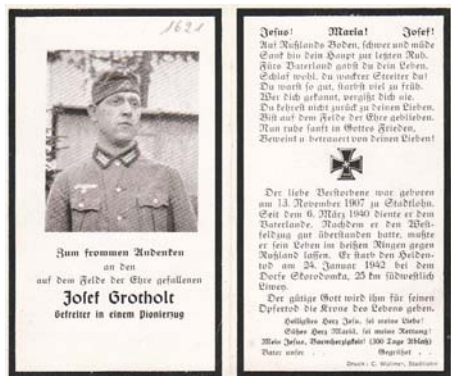 1621
Zum frommen Andenken
an den
auf dem Felde der Ehre gefallenen
Josef Grotholt
Gefreiter in einem Pionierzug
Jesus! Maria! Josef!
Auf Rußlands Boden, schwer und müde
Sank hin dein Haupt zur letzten Ruh.
Fürs Vaterland gabst du dein Leben,
Schlaf wohl, du wackrer Streiter du!
Du warst so gut, starbst viel zu früh.
Wer dich gekannt, vergißt dich nie.
Du kehrest nicht zurück zu deinen Lieben,
Bist auf dem Felde der Ehre geblieben.
Nun ruhe sanft in Gottes Frieden,
Beweint u betrauert von deinen Lieben!
Der liebe Verstorbene war geboren
am 13. November 1907 zu Stadtlohn.
Seit dem 6. März 1940 diente er dem
Vaterlande. Nachdem er den West-
feldzug gut überstanden hatte, mußte
er sein Leben im heißen Ringen gegen
Rußland lassen. Er starb den Helden-
tod am 24. Januar 1942 bei dem
Dorfe Skorodomka, 25 km südwestlich
Liwny.
Der gütige Gott wird ihm für seinen
Opfertod die Krone des Lebens geben.
Heiligstes Herz Jesu, sei meine Liebe!
Süßes Herz Mariä, sei meine Rettung!
Mein Jesus, Barmherzigkeit! (300 Tage Ablaß)
Vater unser . . . Gegrüßet . . .
Druck: C. Wüllner, Stadtlohn